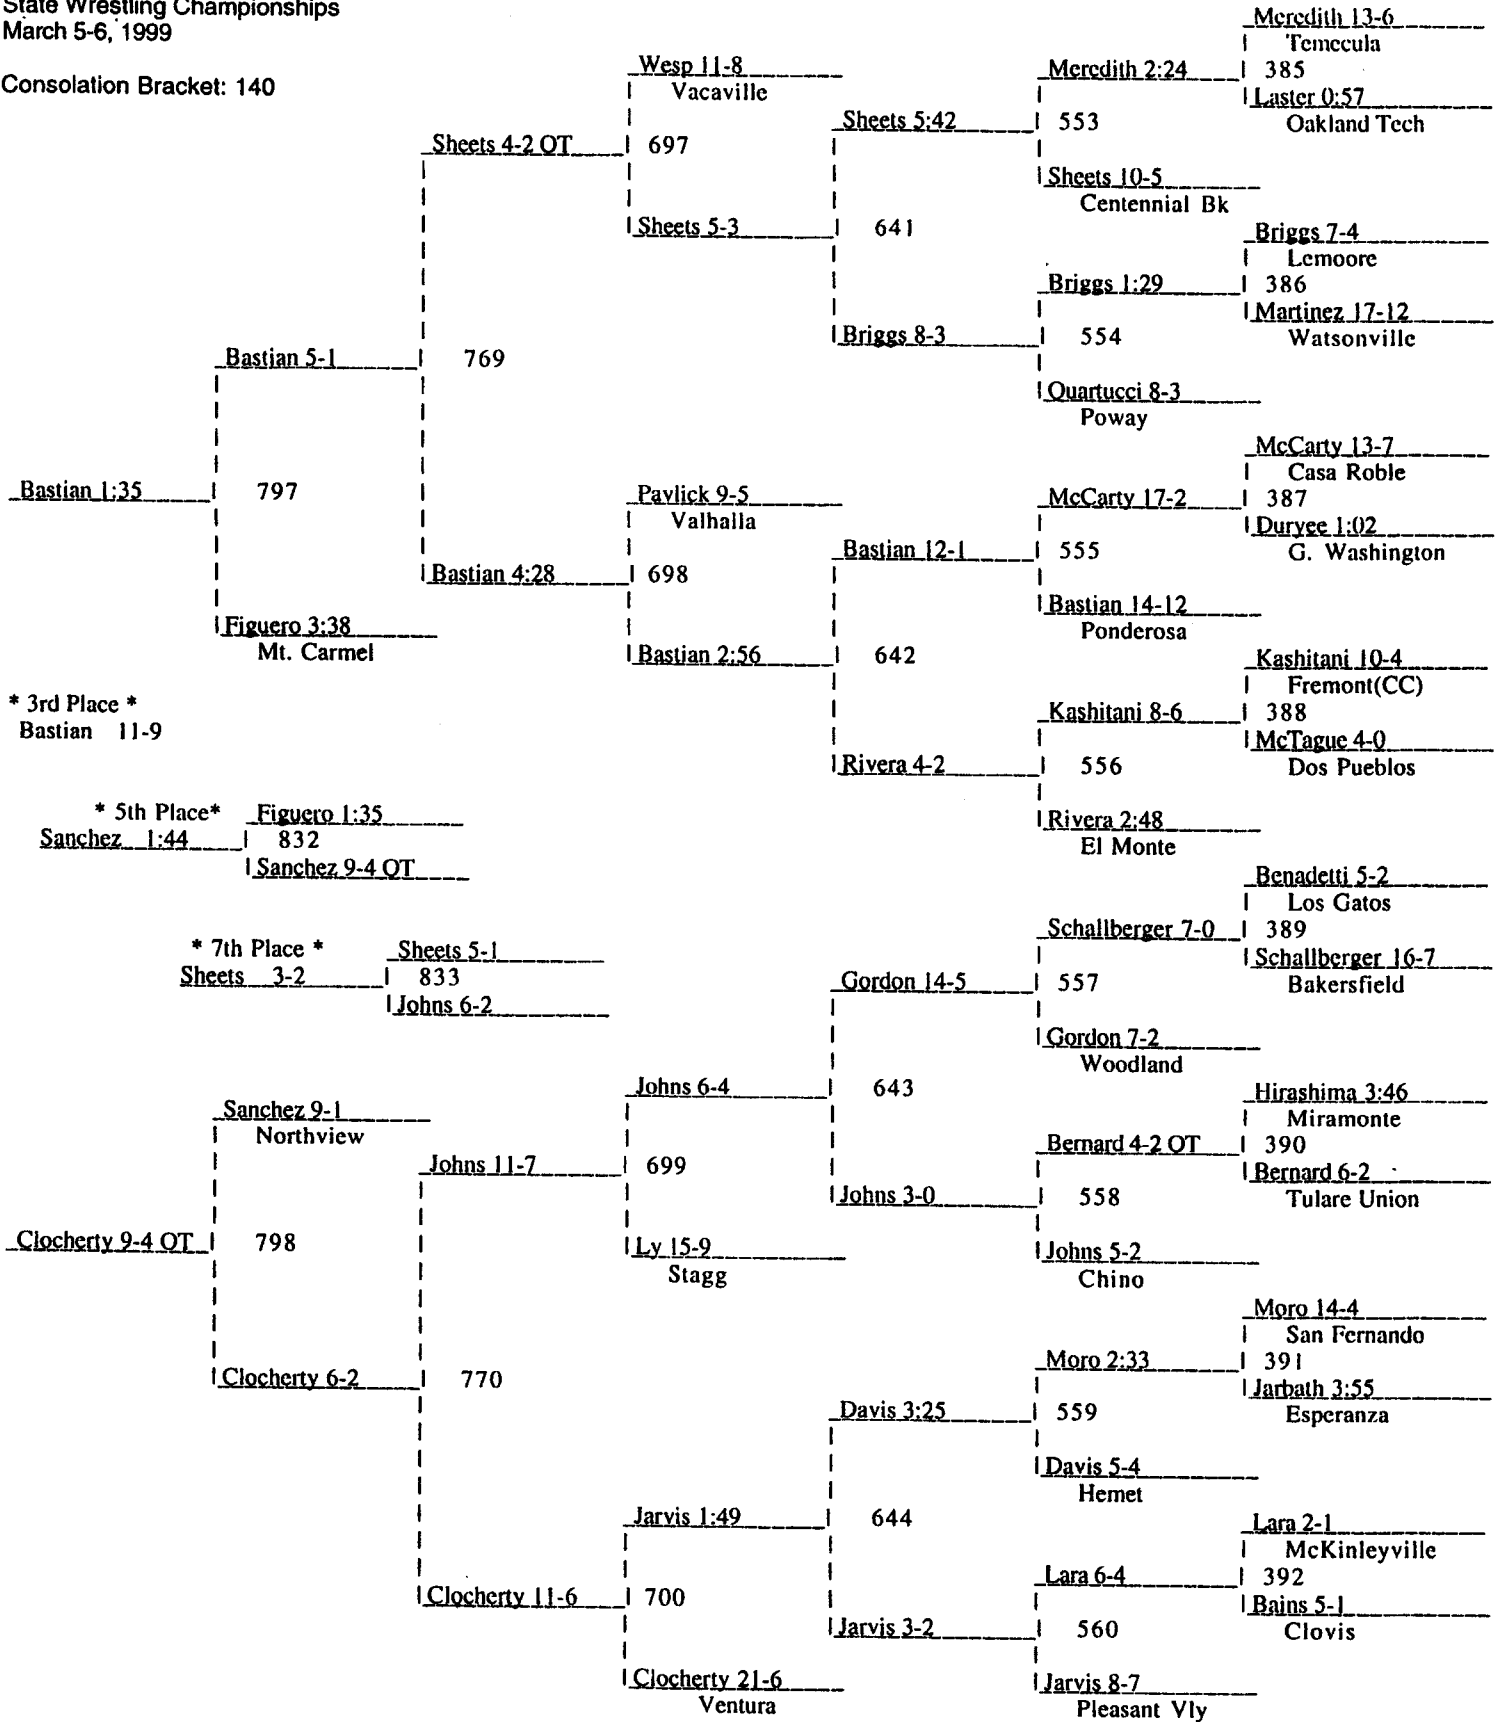 State Wrestling Championships
March 5-6, 1999
Consolation Bracket: 140
Meredith 13-6
Temecula
385
Laster 0:57
Oakland Tech
Meredith 2:24
553
Sheets 10-5
Centennial Bk
Wesp 11-8
Vacaville
Sheets 5:42
697
Sheets 4-2 OT
Sheets 5-3
641
Briggs 7-4
Lemoore
386
Martinez 17-12
Watsonville
Briggs 1:29
554
Briggs 8-3
Quartucci 8-3
Poway
Bastian 5-1
769
McCarty 13-7
Casa Roble
387
Duryee 1:02
G. Washington
McCarty 17-2
555
Bastian 14-12
Ponderosa
Bastian 1:35
797
Pavlick 9-5
Valhalla
Bastian 12-1
Bastian 4:28
698
Bastian 2:56
642
Figuero 3:38
Mt. Carmel
Kashitani 10-4
Fremont(CC)
388
McTague 4-0
Dos Pueblos
Kashitani 8-6
556
Rivera 4-2
Rivera 2:48
El Monte
* 3rd Place *
Bastian 11-9
* 5th Place*
Figuero 1:35
Sanchez 1:44
832
Sanchez 9-4 OT
* 7th Place *
Sheets 5-1
Sheets 3-2
833
Johns 6-2
Benadetti 5-2
Los Gatos
389
Schallberger 16-7
Bakersfield
Schallberger 7-0
557
Gordon 14-5
Gordon 7-2
Woodland
Johns 6-4
643
Hirashima 3:46
Miramonte
390
Bernard 6-2
Tulare Union
Bernard 4-2 OT
558
Johns 3-0
Johns 5-2
Chino
Sanchez 9-1
Northview
Johns 11-7
699
Ly 15-9
Stagg
Clocherty 9-4 OT
798
Clocherty 6-2
770
Moro 14-4
San Fernando
391
Jarbath 3:55
Esperanza
Moro 2:33
559
Davis 3:25
Davis 5-4
Hemet
Jarvis 1:49
644
Lara 2-1
McKinleyville
392
Bains 5-1
Clovis
Lara 6-4
560
Clocherty 11-6
700
Jarvis 3-2
Jarvis 8-7
Pleasant Vly
Clocherty 21-6
Ventura